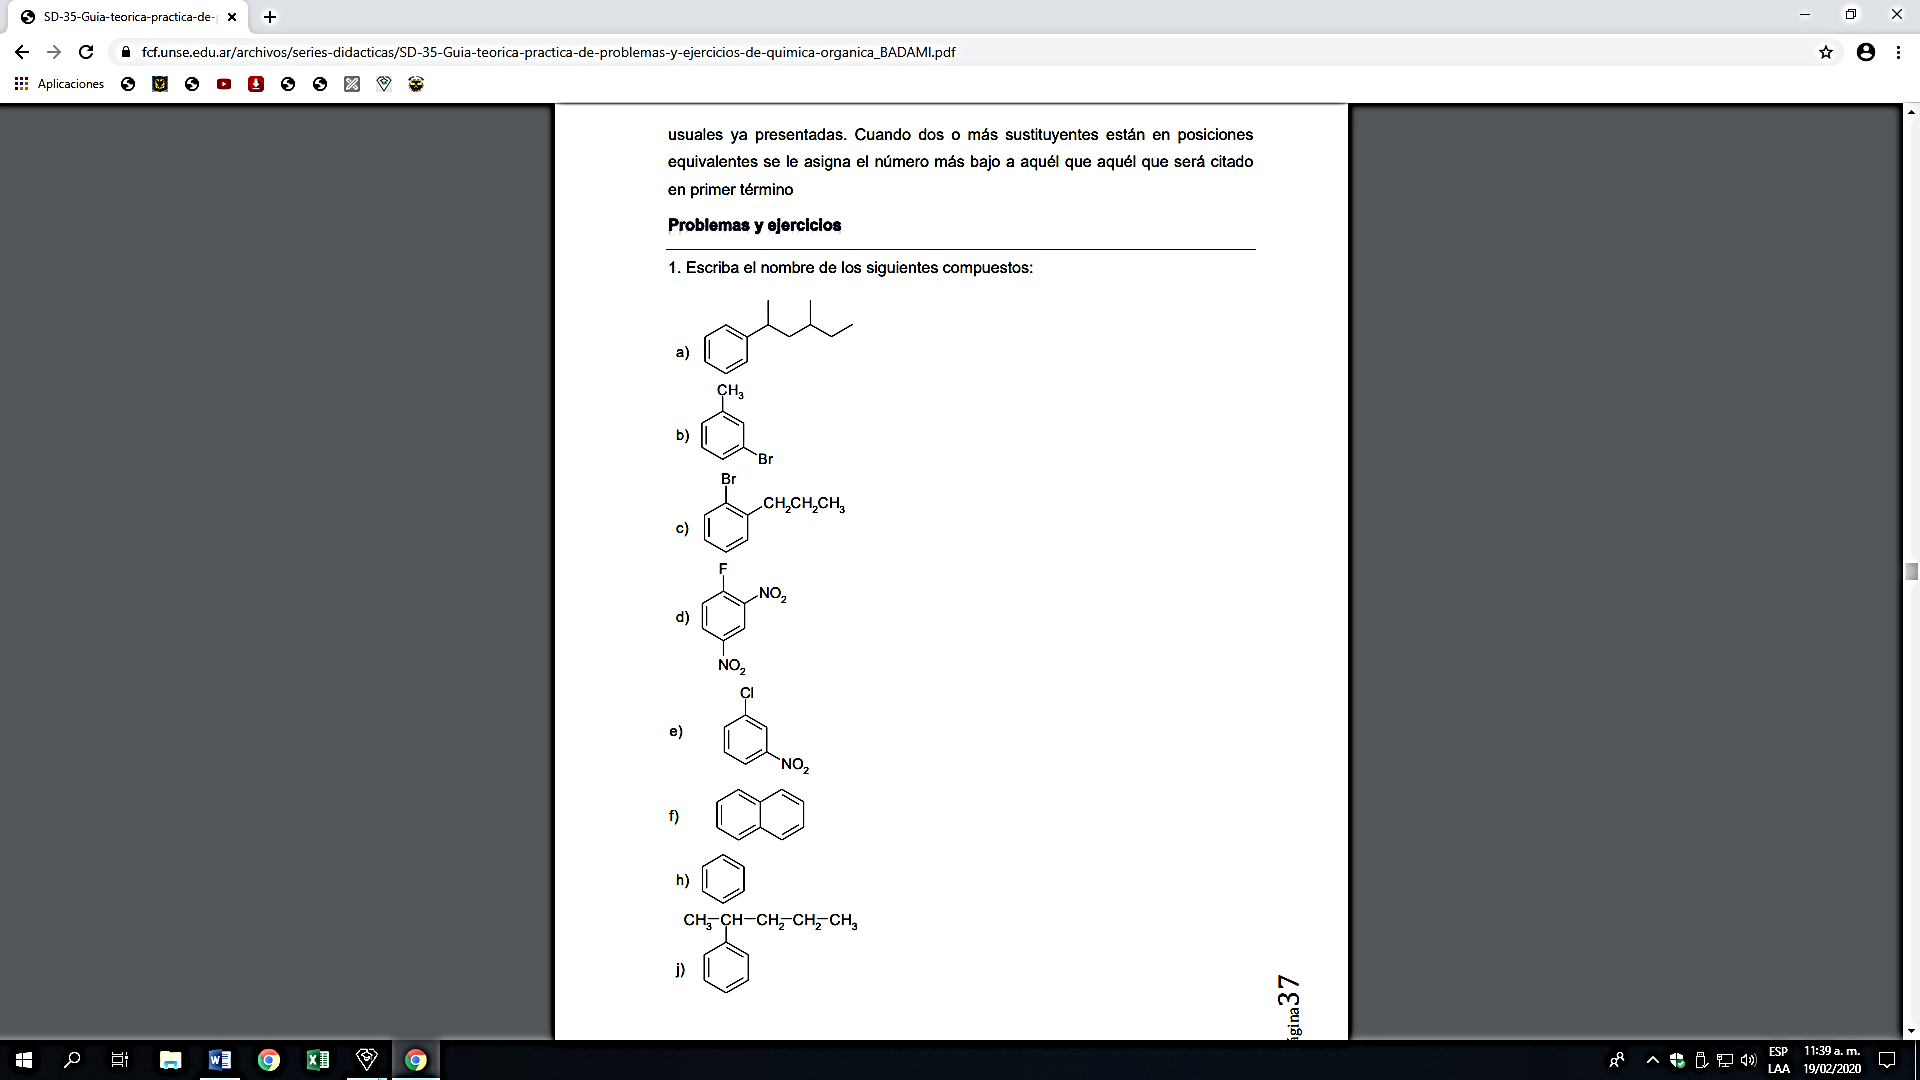 SD-35-Guia-teorica-practica-de-
fcf.unse.edu.ar/archivos/series-didacticas/SD-35-Guia-teorica-practica-de-problemas-y-ejercicios-de-quimica-organica_BADAMI.pdf
Aplicaciones
usuales ya presentadas. Cuando dos o más sustituyentes están en posiciones
equivalentes se le asigna el número más bajo a aquél que aquél que será citado
en primer término
Problemas y ejercicios
1. Escriba el nombre de los siguientes compuestos:
a)
CH3
b)
Br
Br
CH2CH2CH3
c)
F
NO2
d)
NO2
Cl
e)
NO2
f)
h)
CH3-CH-CH2-CH2-CH3
j)
ágina37
ESP
LAA
11:39 a. m.
19/02/2020